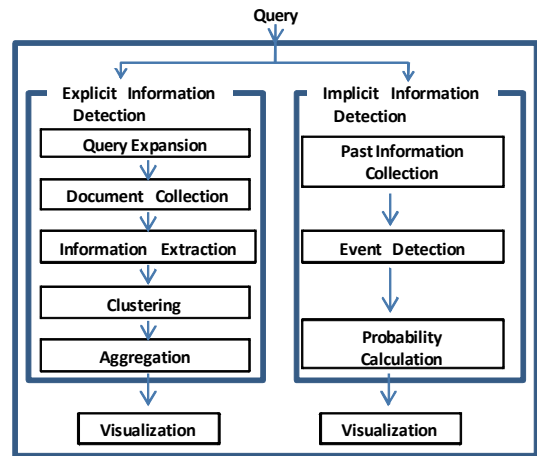 Query
Explicit Information
Detection
Query Expansion
Document Collection
Information Extraction
Clustering
Aggregation
Visualization
Implicit Information
Detection
Past Information
Collection
Event Detection
Probability
Calculation
Visualization